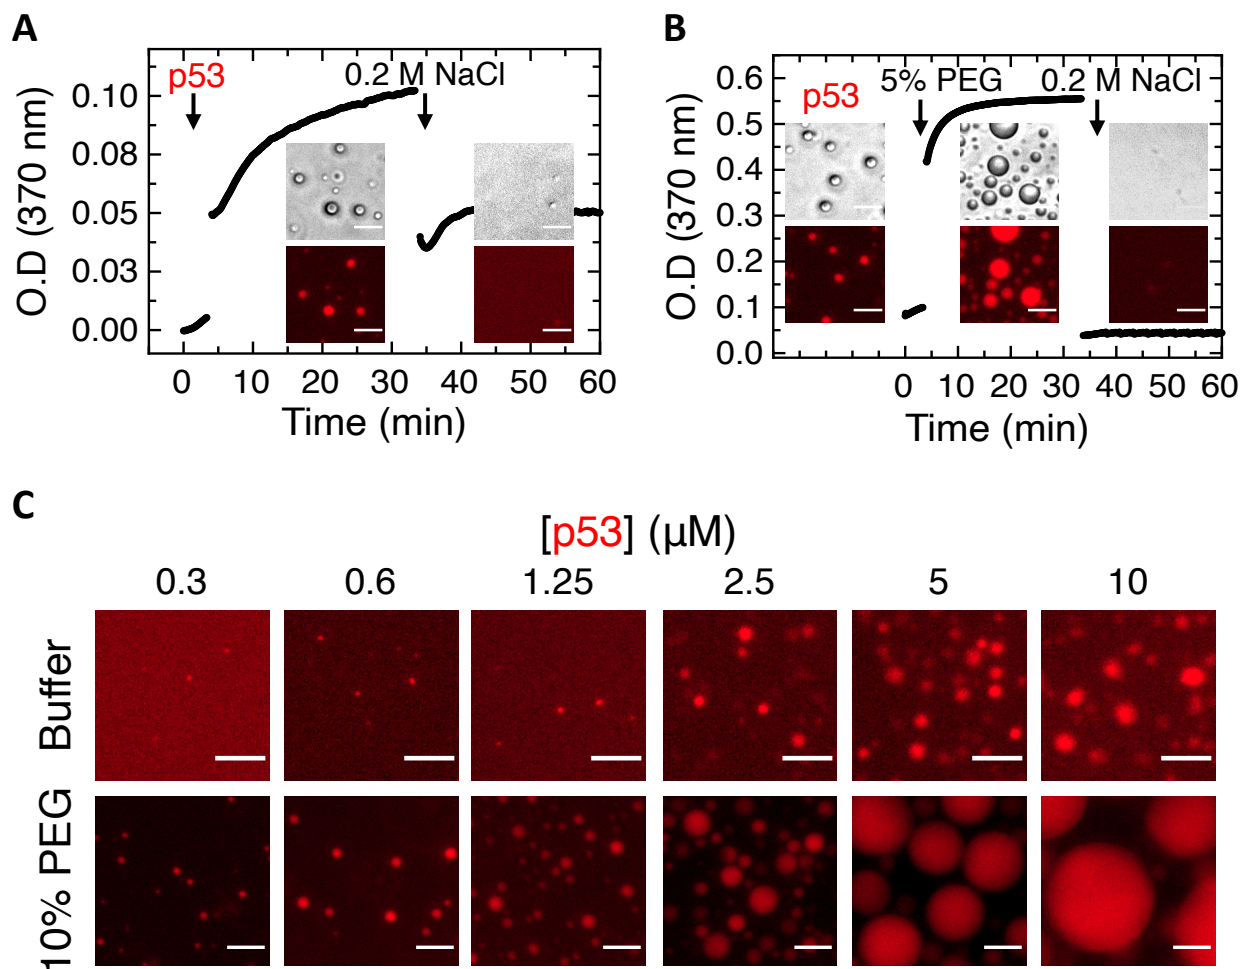 A
p53
0.2 M NaCl
0.10
0.08
0.05
0.03
0.00
O.D (370 nm)
0 10 20 30 40 50 60
Time (min)
B
p53
5% PEG
0.2 M NaCl
0.6
0.5
0.4
0.3
0.2
0.1
0.0
O.D (370 nm)
0 10 20 30 40 50 60
Time (min)
C
[p53] (µM)
0.3 0.6 1.25 2.5 5 10
Buffer
10% PEG